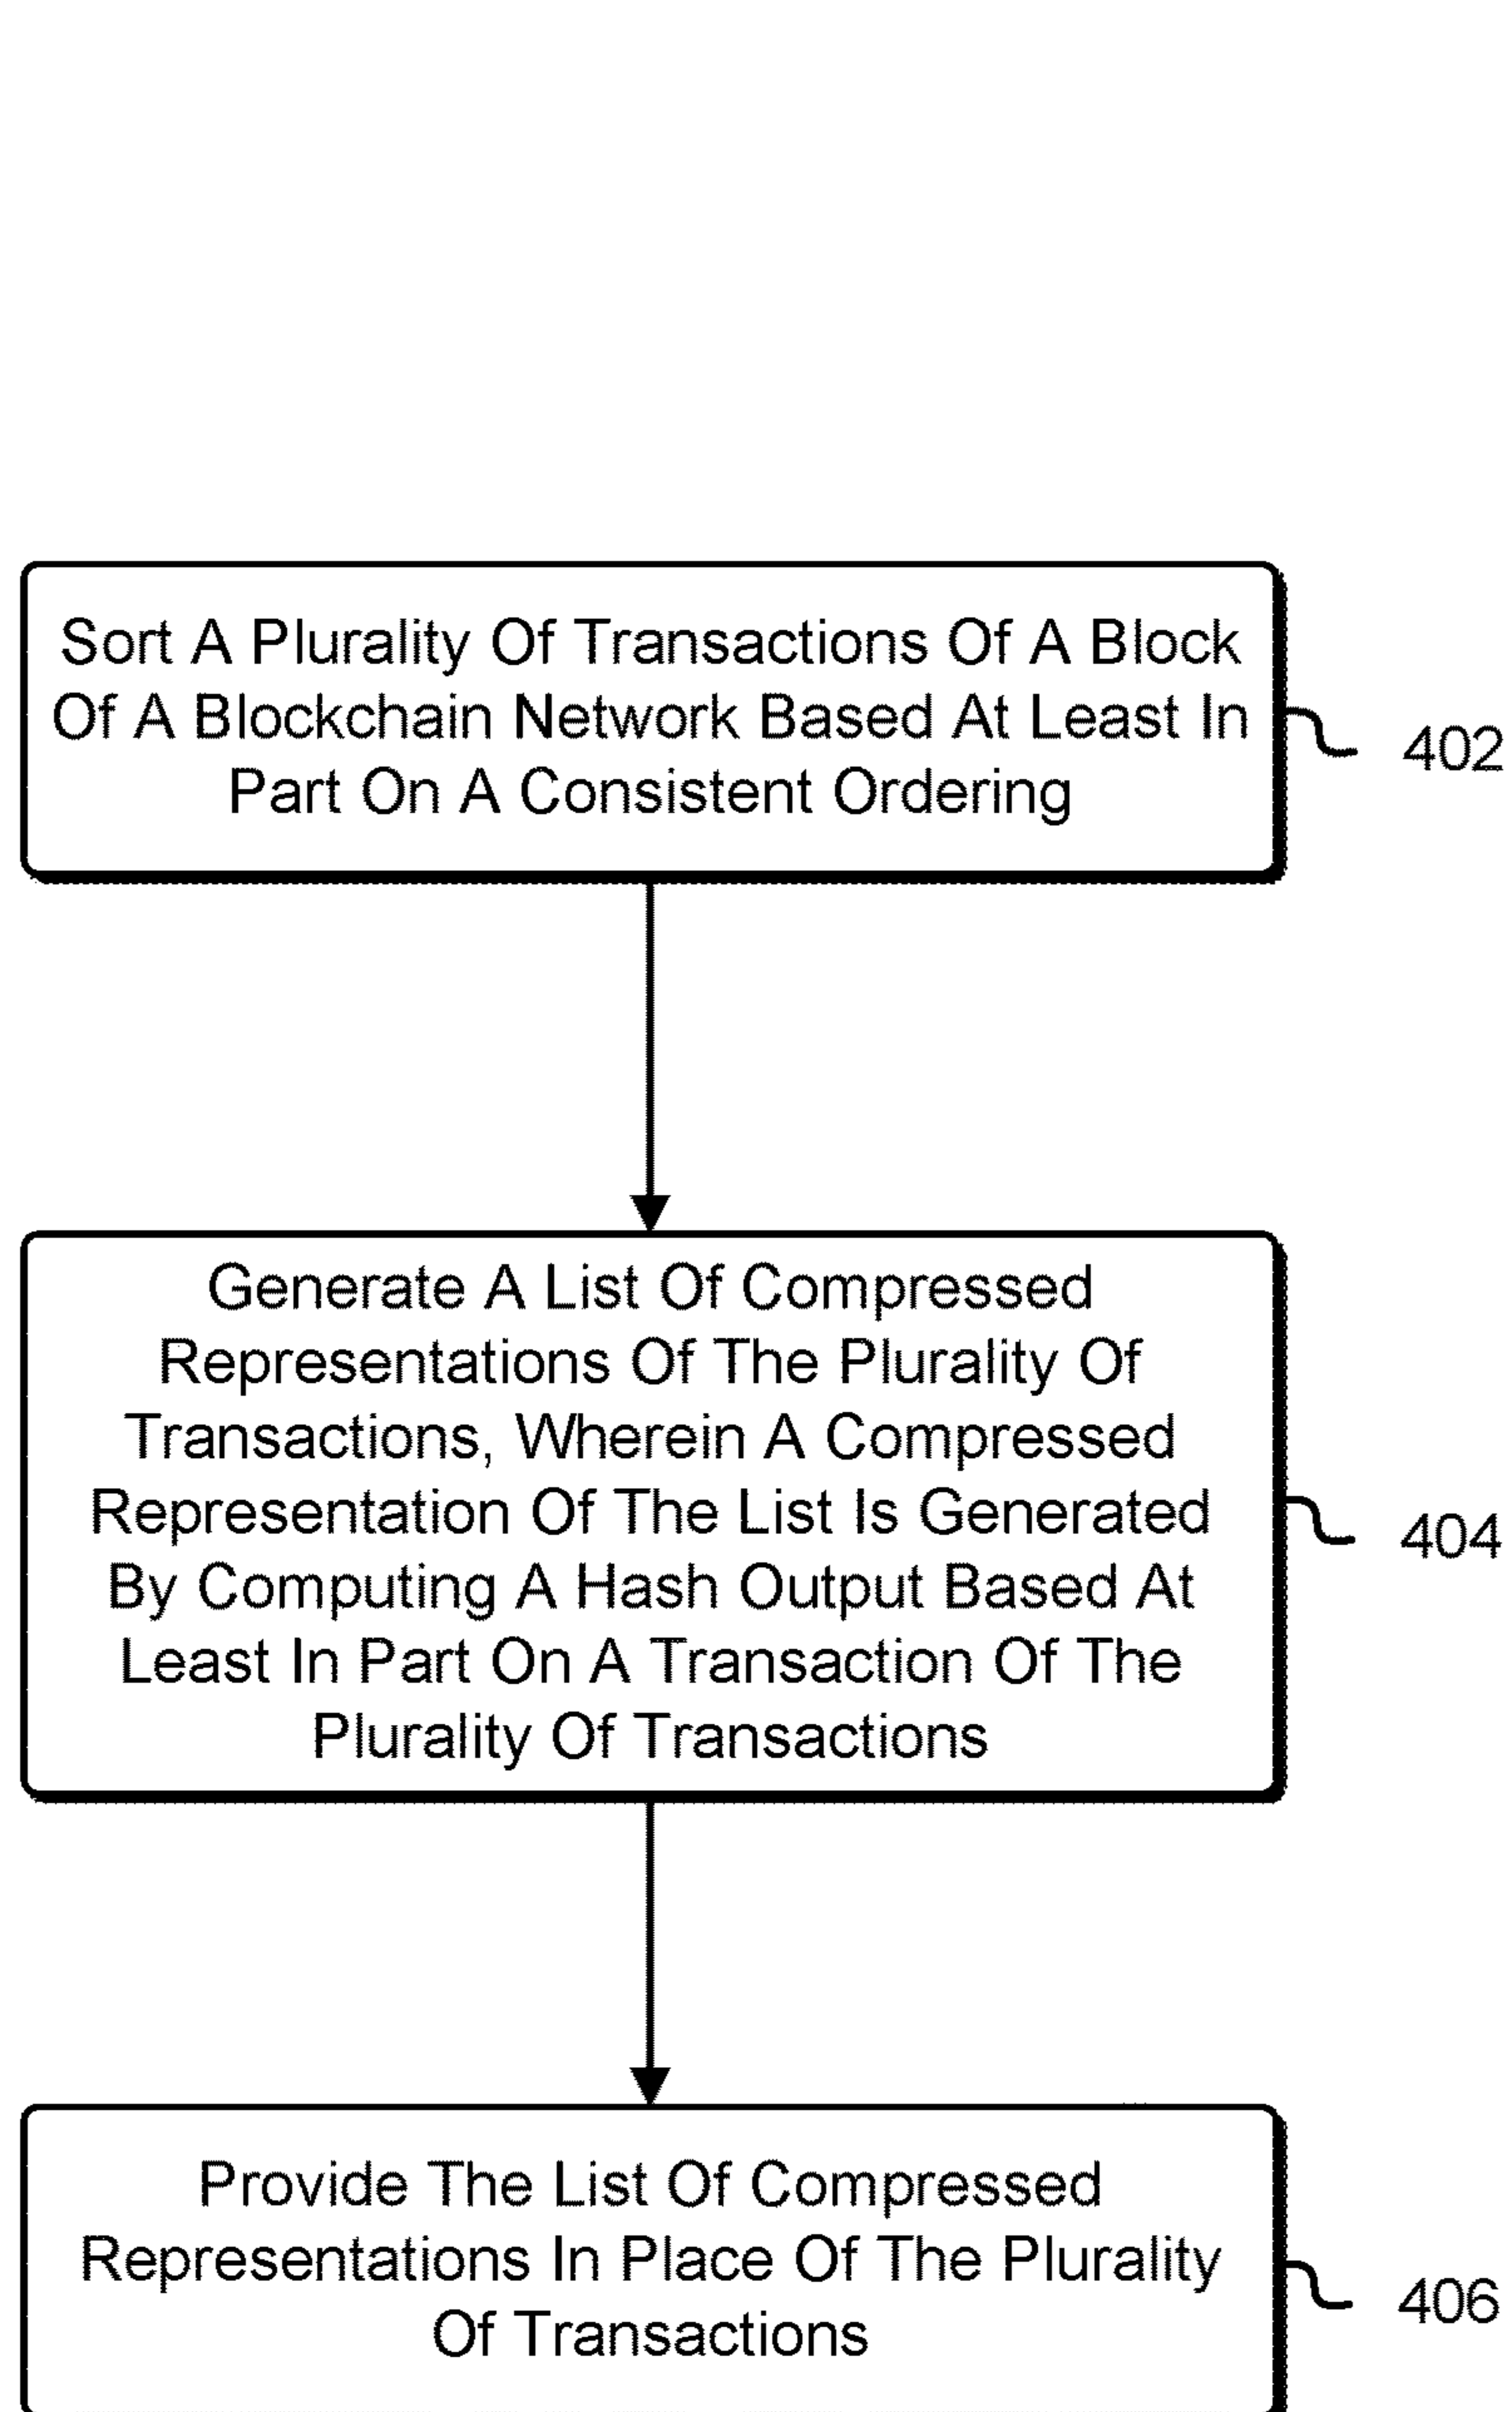 Sort A Plurality Of Transactions Of A Block
Of A Blockchain Network Based At Least In
Part On A Consistent Ordering
402
Generate A List Of Compressed
Representations Of The Plurality Of
Transactions, Wherein A Compressed
Representation Of The List Is Generated
By Computing A Hash Output Based At
Least In Part On A Transaction Of The
Plurality Of Transactions
404
Provide The List Of Compressed
Representations In Place Of The Plurality
Of Transactions
406